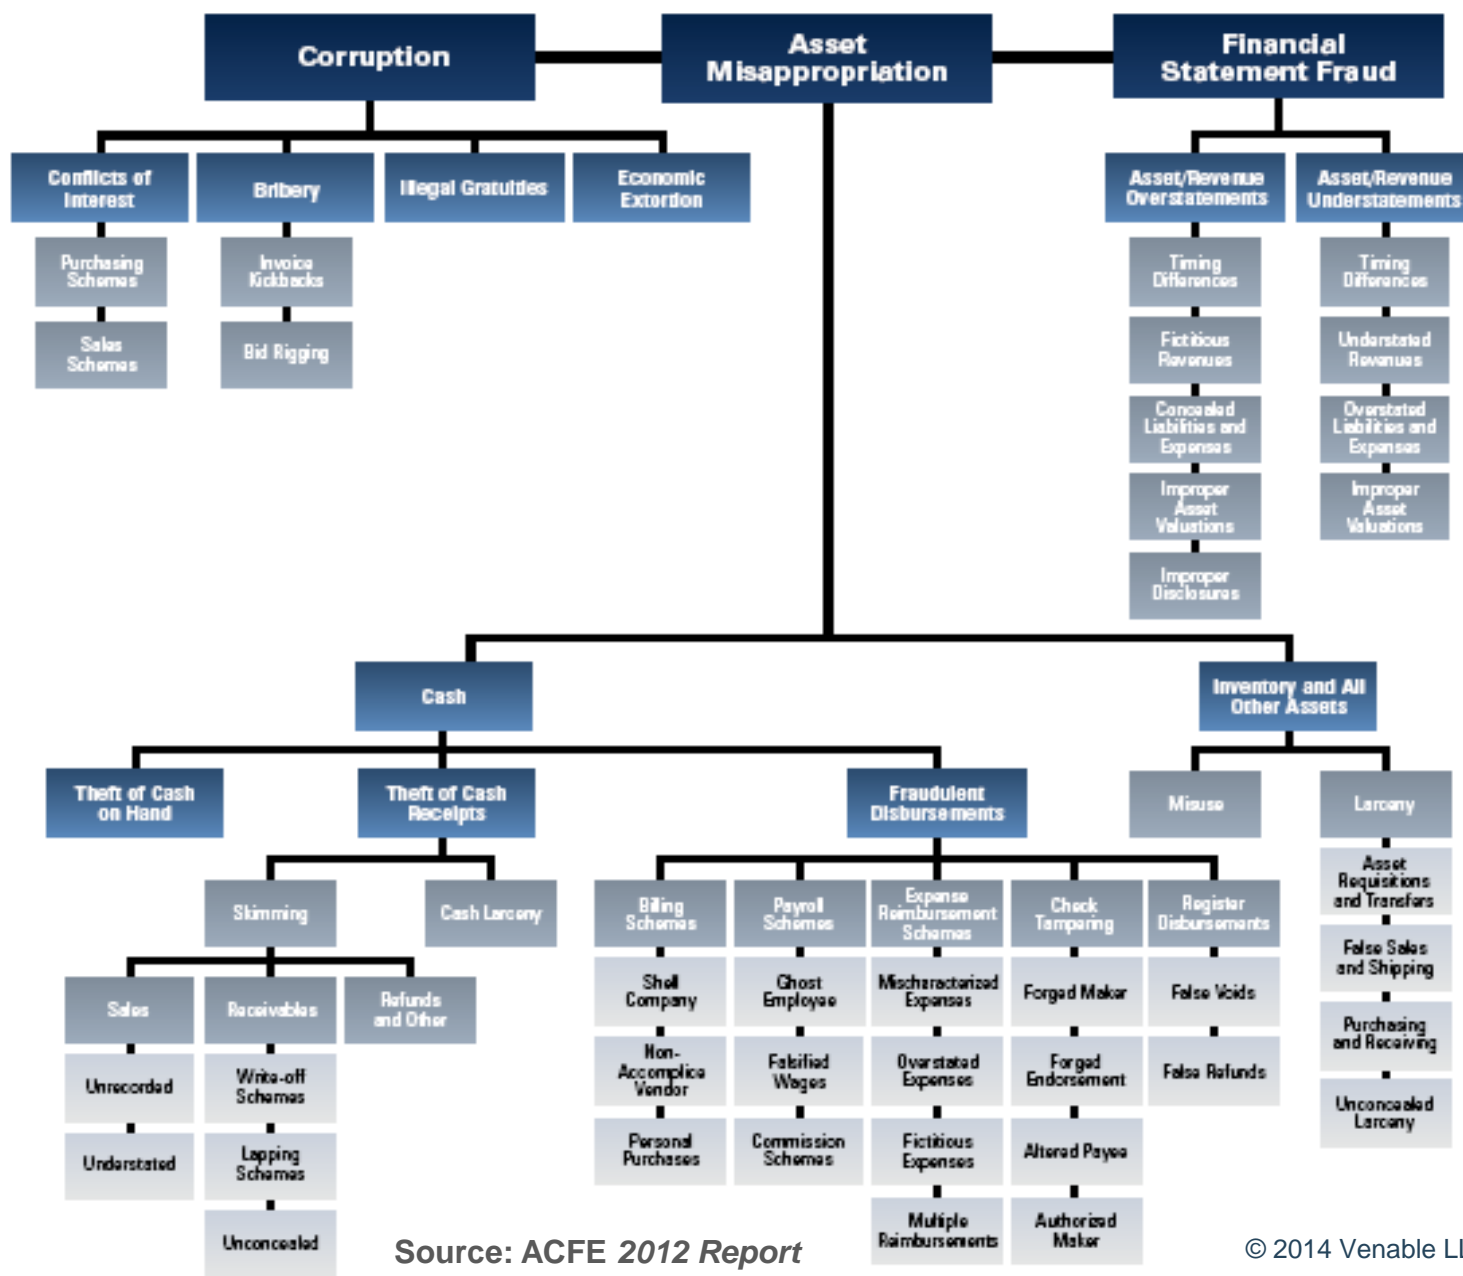 Corruption
Asset
Misappropriation
Financial
Statement Fraud
Conflicts of
Interest
Bribery
Illegal Gratuities
Economic
Extortion
Asset/Revenue
Overstatements
Asset/Revenue
Understatements
Purchasing
Schemes
Invoice
Kickbacks
Timing
Differences
Timing
Differences
Sales
Schemes
Bid Rigging
Fictitious
Revenues
Understated
Revenues
Concealed
Liabilities and
Expenses
Overstated
Liabilities and
Expenses
Improper
Asset
Valuations
Improper
Asset
Valuations
Improper
Disclosures
Cash
Inventory and All
Other Assets
Theft of Cash
on Hand
Theft of Cash
Receipts
Fraudulent
Disbursements
Misuse
Larceny
Skimming
Cash Larceny
Billing
Schemes
Payroll
Schemes
Expense
Reimbursement
Schemes
Check
Tampering
Register
Disbursements
Asset
Requisitions
and Transfers
Sales
Receivables
Refunds
and Other
Shell
Company
Ghost
Employee
Mischaracterized
Expenses
Forged Maker
False Voids
False Sales
and Shipping
Unrecorded
Write-off
Schemes
Non-
Accomplice
Vendor
Falsified
Wages
Overstated
Expenses
Forged
Endorsement
False Refunds
Purchasing
and Receiving
Understated
Lapping
Schemes
Personal
Purchases
Commission
Schemes
Fictitious
Expenses
Altered Payee
Unconcealed
Larceny
Unconcealed
Multiple
Reimbursements
Authorized
Maker
Source: ACFE 2012 Report
© 2014 Venable LL